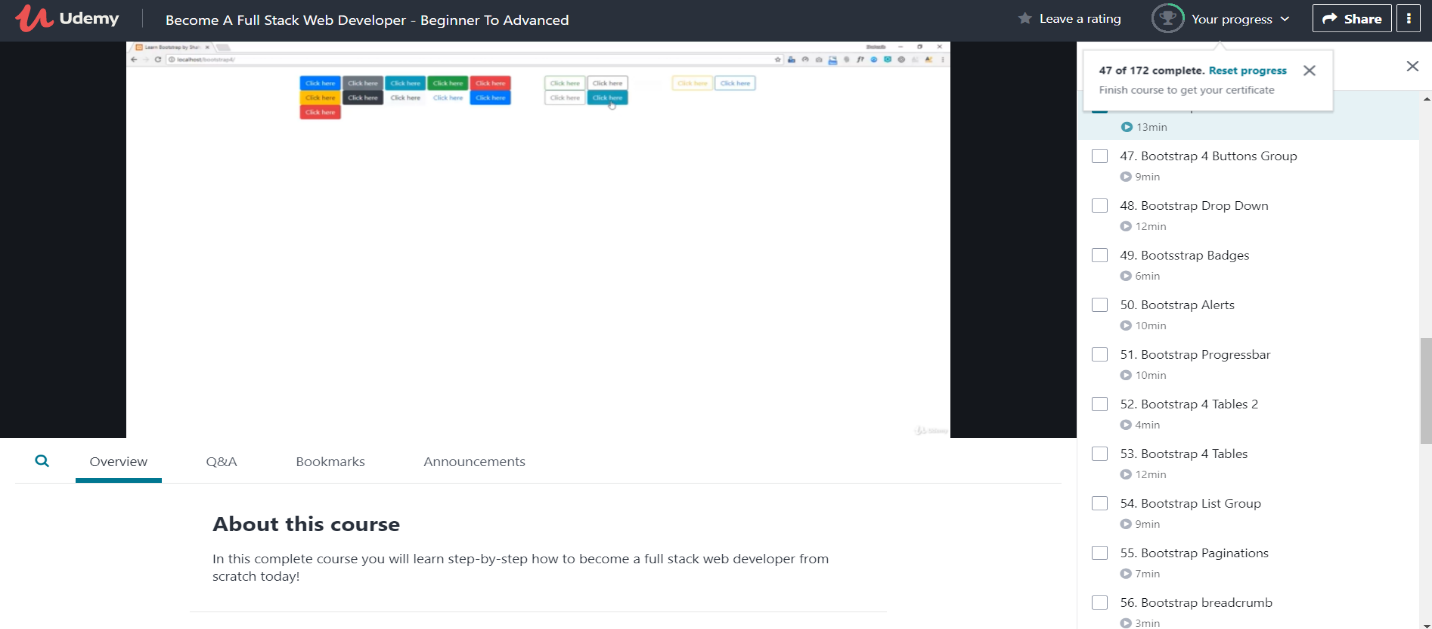 Udemy
Become A Full Stack Web Developer - Beginner To Advanced
Leave a rating
Your progress
Share
Learn Bootstrap by
localhost/bootstrap4/
Click here Click here Click here Click here Click here
Click here Click here Click here Click here Click here
Click here
Click here Click here
Click here Click here
Click here Click here
Udemy
47 of 172 complete. Reset progress
Finish course to get your certificate
13min
47. Bootstrap 4 Buttons Group
9min
48. Bootstrap Drop Down
12min
49. Bootsstrap Badges
6min
50. Bootstrap Alerts
10min
51. Bootstrap Progressbar
10min
52. Bootstrap 4 Tables 2
4min
53. Bootstrap 4 Tables
12min
54. Bootstrap List Group
9min
55. Bootstrap Paginations
7min
56. Bootstrap breadcrumb
3min
Overview
Q&A
Bookmarks
Announcements
About this course
In this complete course you will learn step-by-step how to become a full stack web developer from
scratch today!